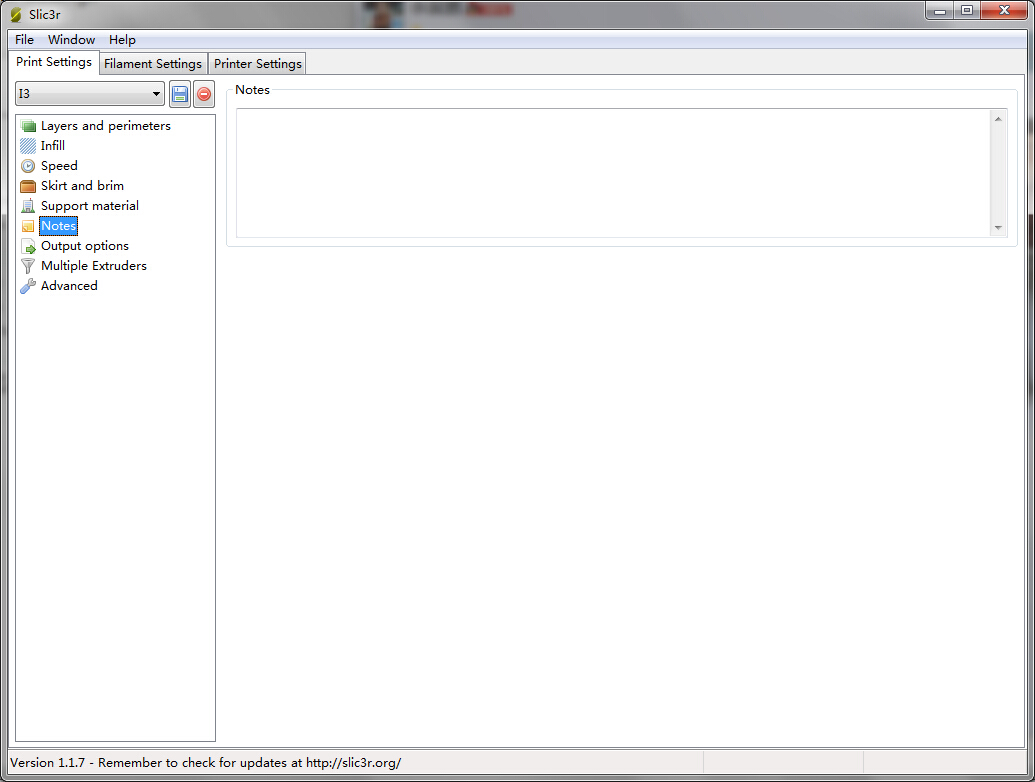 Slic3r
File Window Help
Print Settings Filament Settings Printer Settings
I3
Notes
Layers and perimeters
Infill
Speed
Skirt and brim
Support material
Notes
Output options
Multiple Extruders
Advanced
Version 1.1.7 - Remember to check for updates at http://slic3r.org/